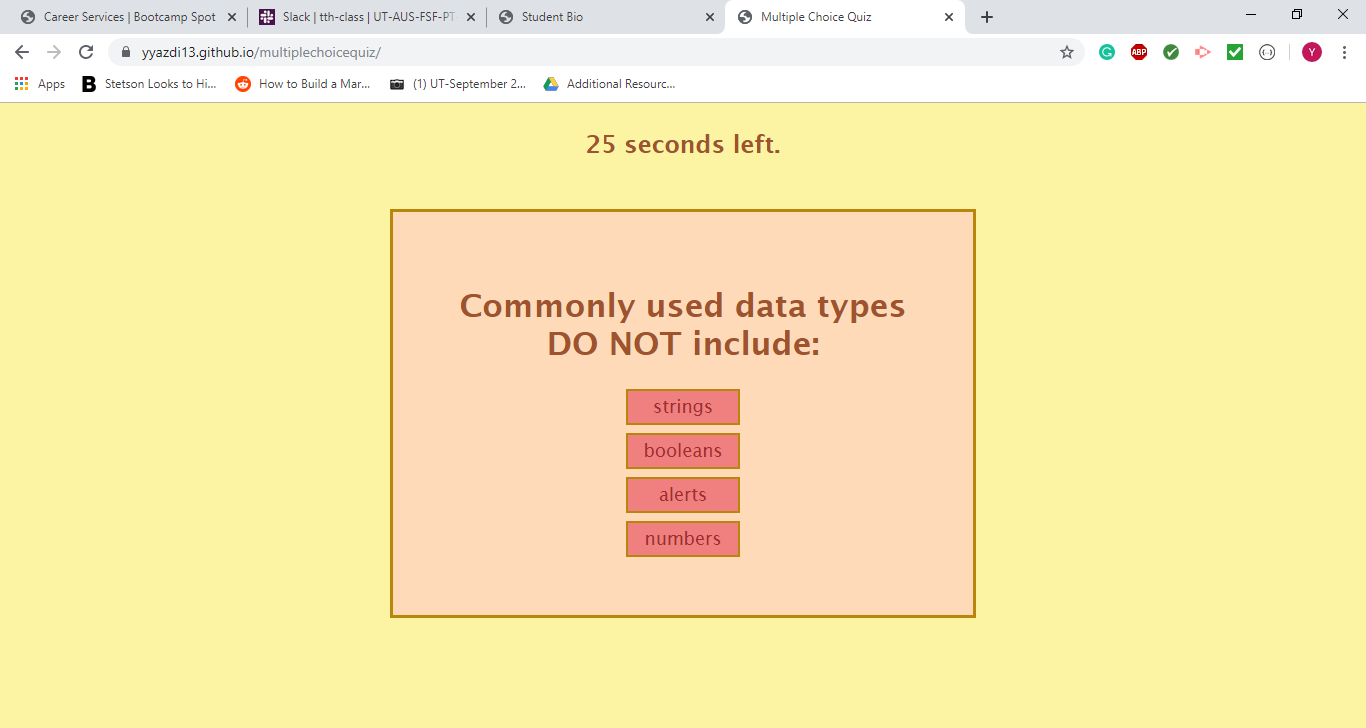 Career Services | Bootcamp Spot
Slack | tth-class | UT-AUS-FSF-PT
Student Bio
Multiple Choice Quiz
yyazdi13.github.io/multiplechoicequiz/
ABP
Y
Apps
B
Stetson Looks to Hi...
How to Build a Mar...
(1) UT-September 2...
Additional Resourc...
25 seconds left.
Commonly used data types
DO NOT include:
strings
booleans
alerts
numbers